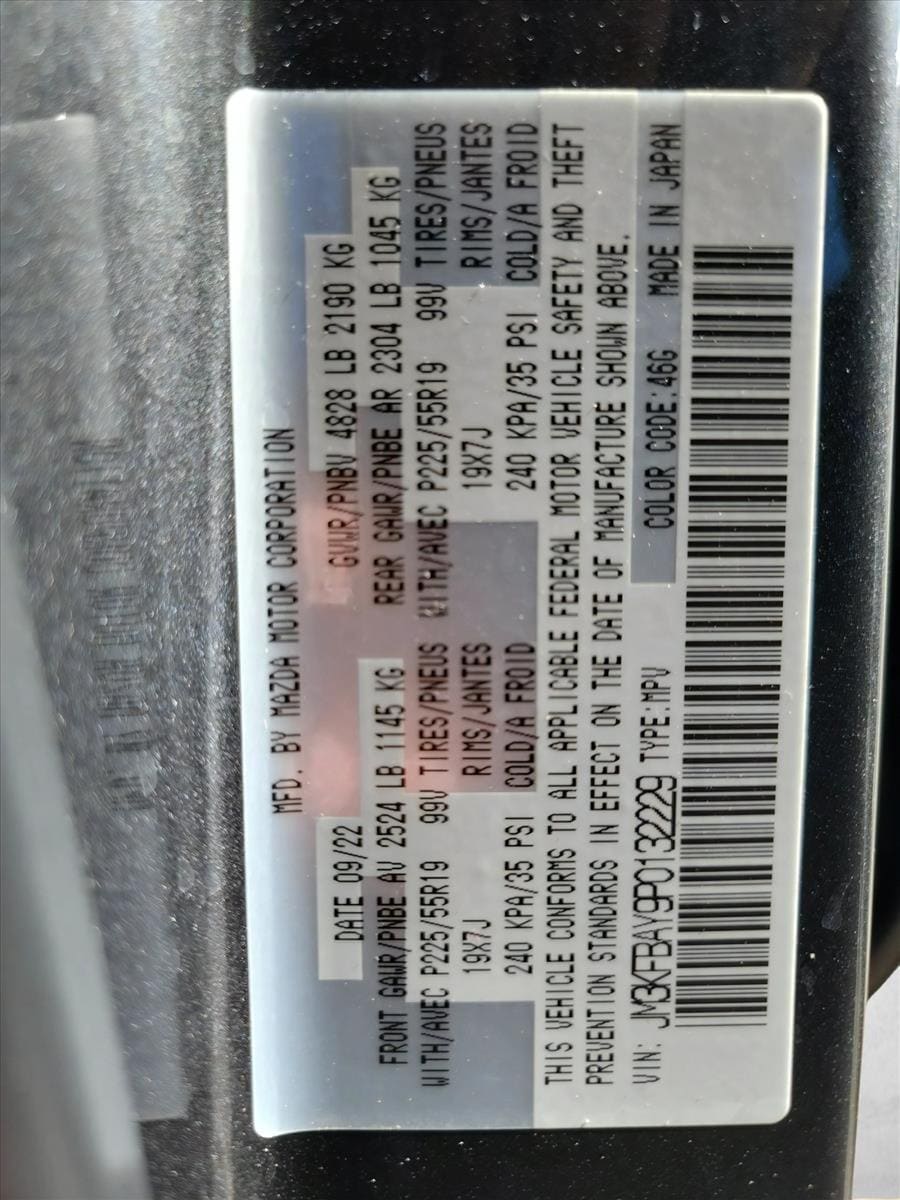 MFD. BY MAZDA MOTOR CORPORATION
DATE 09/22 GVWR/PNBV 4828 LB 2190 KG
FRONT GAWR/PNBE AV 2524 LB 1145 KG REAR GAWR/PNBE AR 2304 LB 1045 KG
WITH/AVEC P225/55R19 99V TIRES/PNEUS WITH/AVEC P225/55R19 99V TIRES/PNEUS
19X7J RIMS/JANTES 19X7J RIMS/JANTES
240 KPA/35 PSI COLD/A FROID 240 KPA/35 PSI COLD/A FROID
THIS VEHICLE CONFORMS TO ALL APPLICABLE FEDERAL MOTOR VEHICLE SAFETY AND THEFT
PREVENTION STANDARDS IN EFFECT ON THE DATE OF MANUFACTURE SHOWN ABOVE.
VIN: JM3KFBAY9P0132229 TYPE:MPV COLOR CODE:46G MADE IN JAPAN